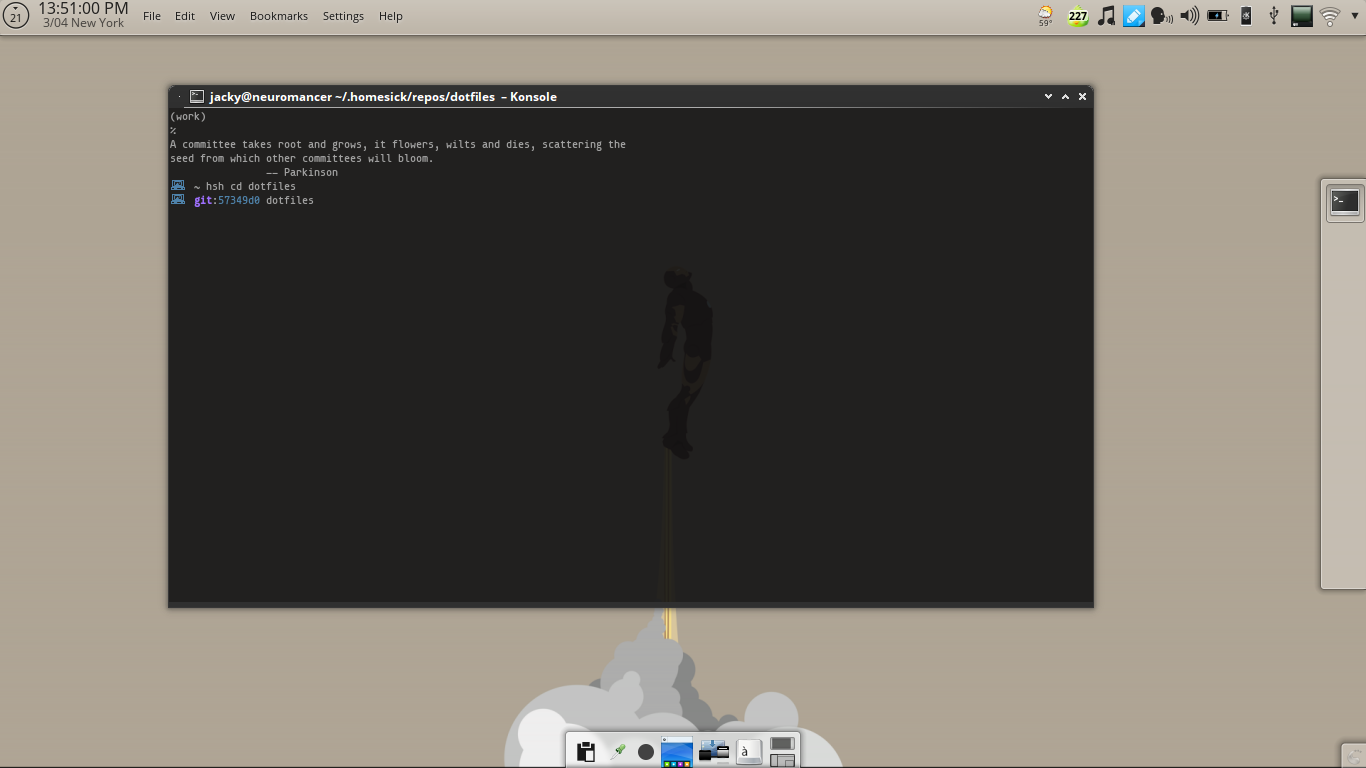 13:51:00 PM
21
3/04 New York
File Edit View Bookmarks Settings Help
227
59°
jacky@neuromancer ~/.homesick/repos/dotfiles – Konsole
(work)
%
A committee takes root and grows, it flowers, wilts and dies, scattering the
seed from which other committees will bloom.
-- Parkinson
~ hsh cd dotfiles
git:57349d0 dotfiles
>_
à